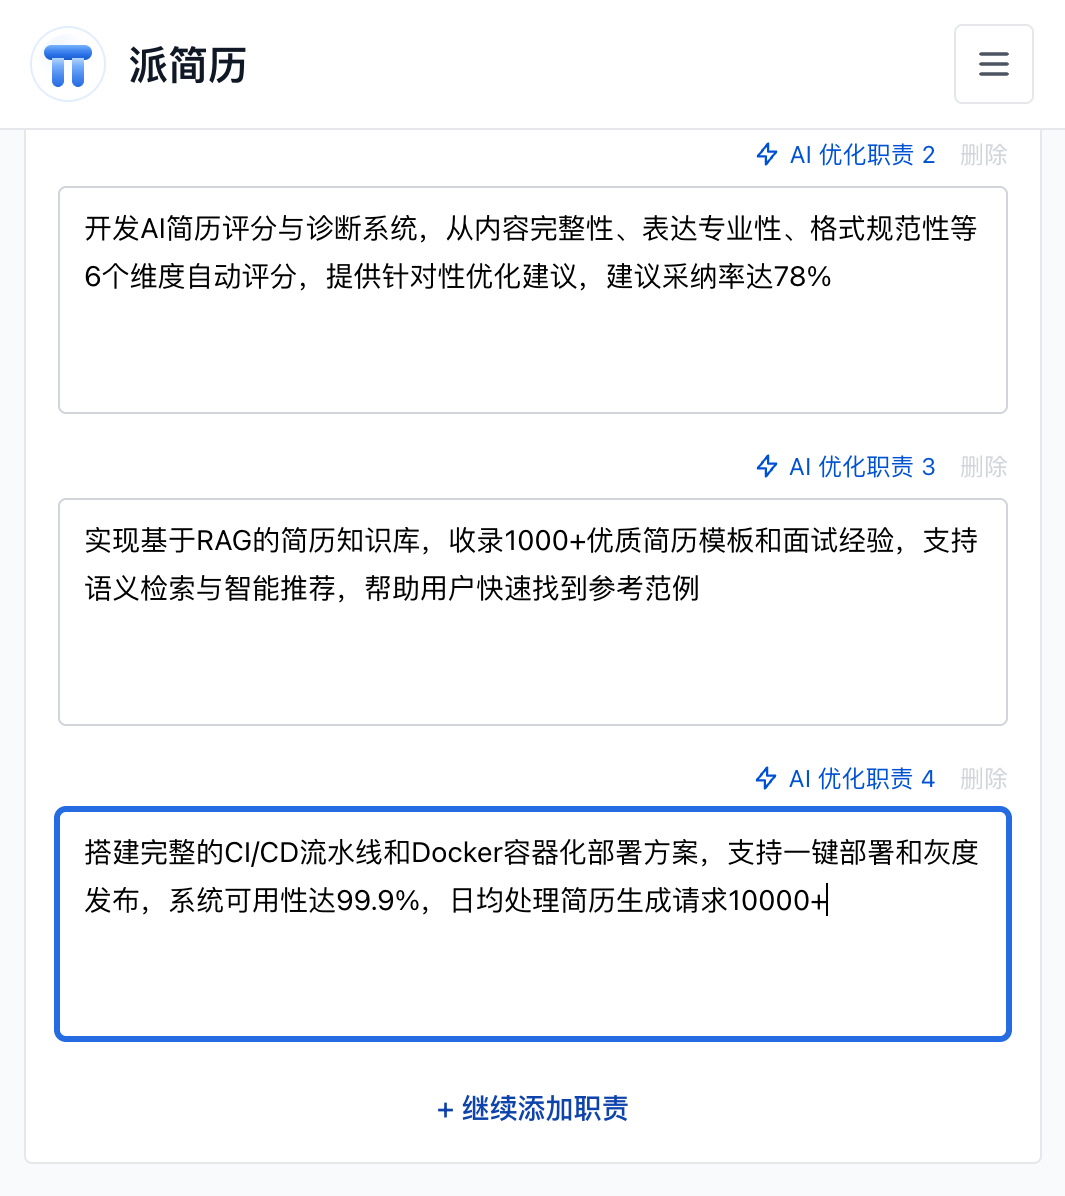 派简历
AI 优化职责 2 删除
开发AI简历评分与诊断系统，从内容完整性、表达专业性、格式规范性等
6个维度自动评分，提供针对性优化建议，建议采纳率达78%
AI 优化职责 3 删除
实现基于RAG的简历知识库，收录1000+优质简历模板和面试经验，支持
语义检索与智能推荐，帮助用户快速找到参考范例
AI 优化职责 4 删除
搭建完整的CI/CD流水线和Docker容器化部署方案，支持一键部署和灰度
发布，系统可用性达99.9%，日均处理简历生成请求10000+
+ 继续添加职责